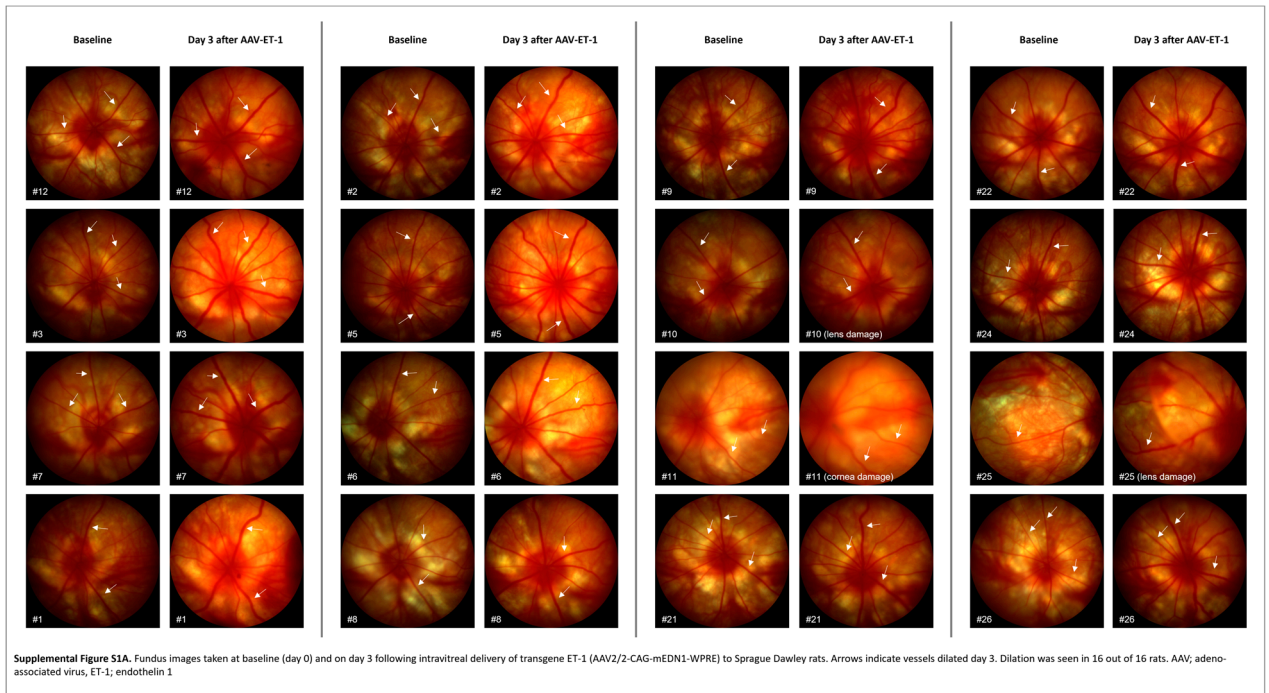 Baseline Day 3 after AAV-ET-1 Baseline Day 3 after AAV-ET-1 Baseline Day 3 after AAV-ET-1 Baseline Day 3 after AAV-ET-1
#12 #12 #2 #2 #9 #9 #22 #22
#3 #3 #5 #5 #10 #10 (lens damage) #24 #24
#7 #7 #6 #6 #11 #11 (cornea damage) #25 #25 (lens damage)
#1 #1 #8 #8 #21 #21 #26 #26
Supplemental Figure S1A. Fundus images taken at baseline (day 0) and on day 3 following intravitreal delivery of transgene ET-1 (AAV2/2-CAG-mEDN1-WPRE) to Sprague Dawley rats. Arrows indicate vessels dilated day 3. Dilation was seen in 16 out of 16 rats. AAV; adeno-
associated virus, ET-1; endothelin 1